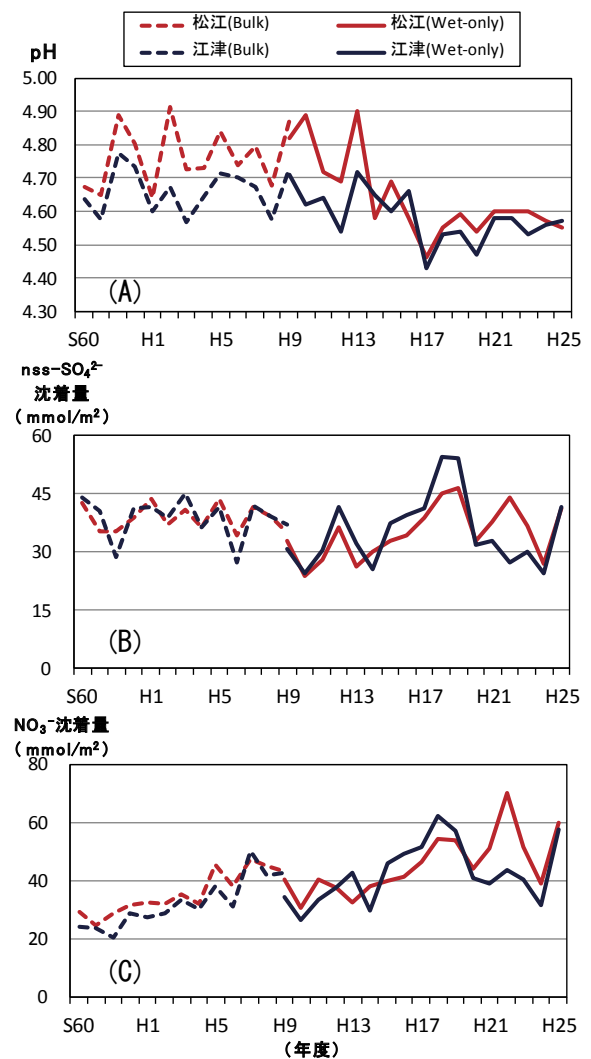 松江(Bulk) 松江(Wet-only)
江津(Bulk) 江津(Wet-only)
pH
5.00
4.90
4.80
4.70
4.60
4.50
4.40
4.30
(A)
S60 H1 H5 H9 H13 H17 H21 H25
nss-SO₄²⁻
沈着量
(mmol/m²)
60
45
30
15
0
(B)
S60 H1 H5 H9 H13 H17 H21 H25
NO₃⁻沈着量
(mmol/m²)
80
60
40
20
0
(C)
S60 H1 H5 H9 H13 H17 H21 H25
(年度)